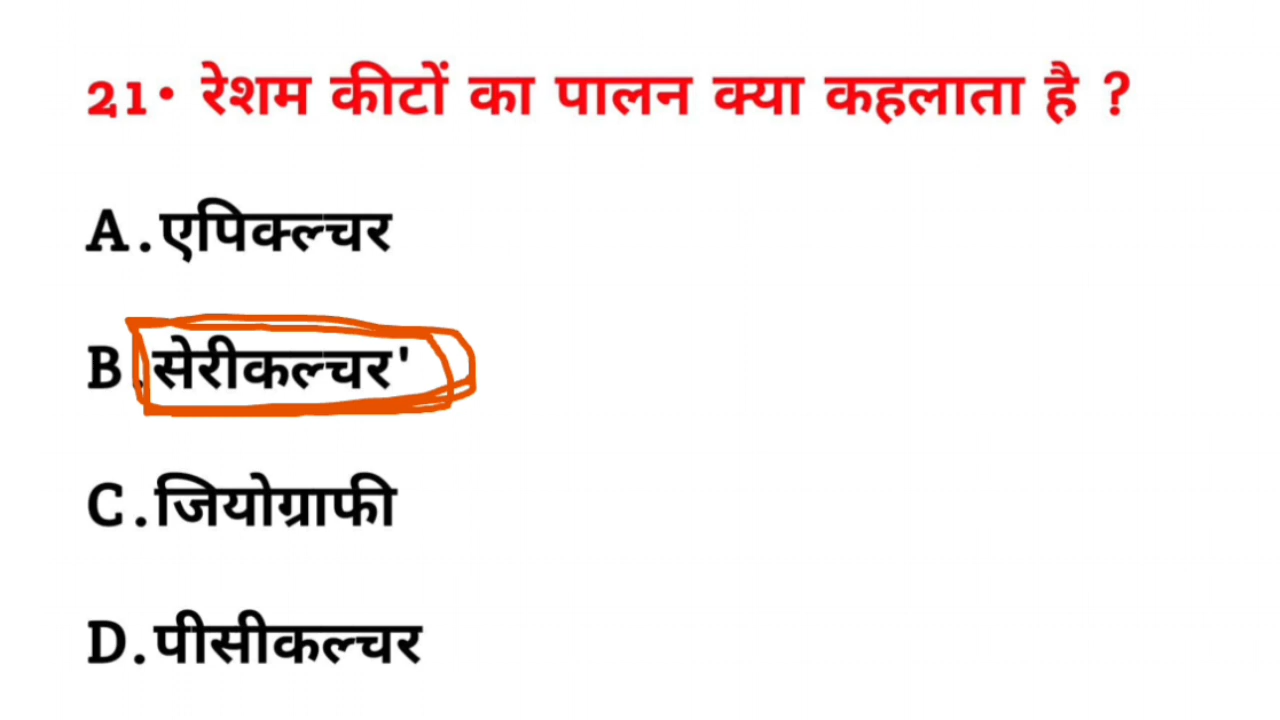 21• रेशम कीटों का पालन क्या कहलाता है ?
A.एपिक्ल्चर
B.सेरीकल्चर'
C.जियोग्राफी
D.पीसीकल्चर